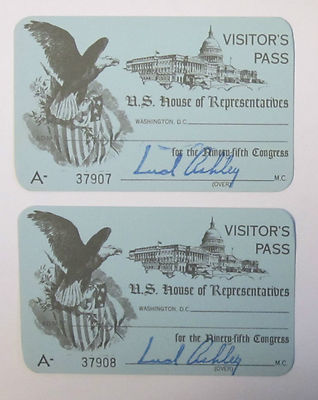 VISITOR'S
PASS
U.S. House of Representatives
WASHINGTON, D.C.
for the Ninety-fifth Congress
Lud Ashley
A- 37907 M.C.
(OVER)
VISITOR'S
PASS
U.S. House of Representatives
WASHINGTON, D.C.
for the Ninety-fifth Congress
Lud Ashley
A- 37908 M.C.
(OVER)